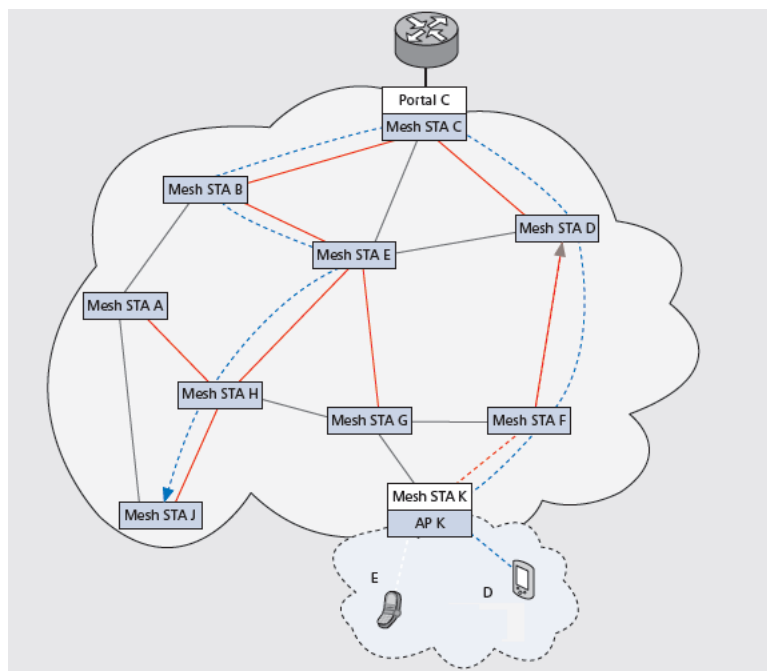 Portal C
Mesh STA C
Mesh STA B
Mesh STA D
Mesh STA E
Mesh STA A
Mesh STA H
Mesh STA G
Mesh STA F
Mesh STA K
Mesh STA J
AP K
E
D